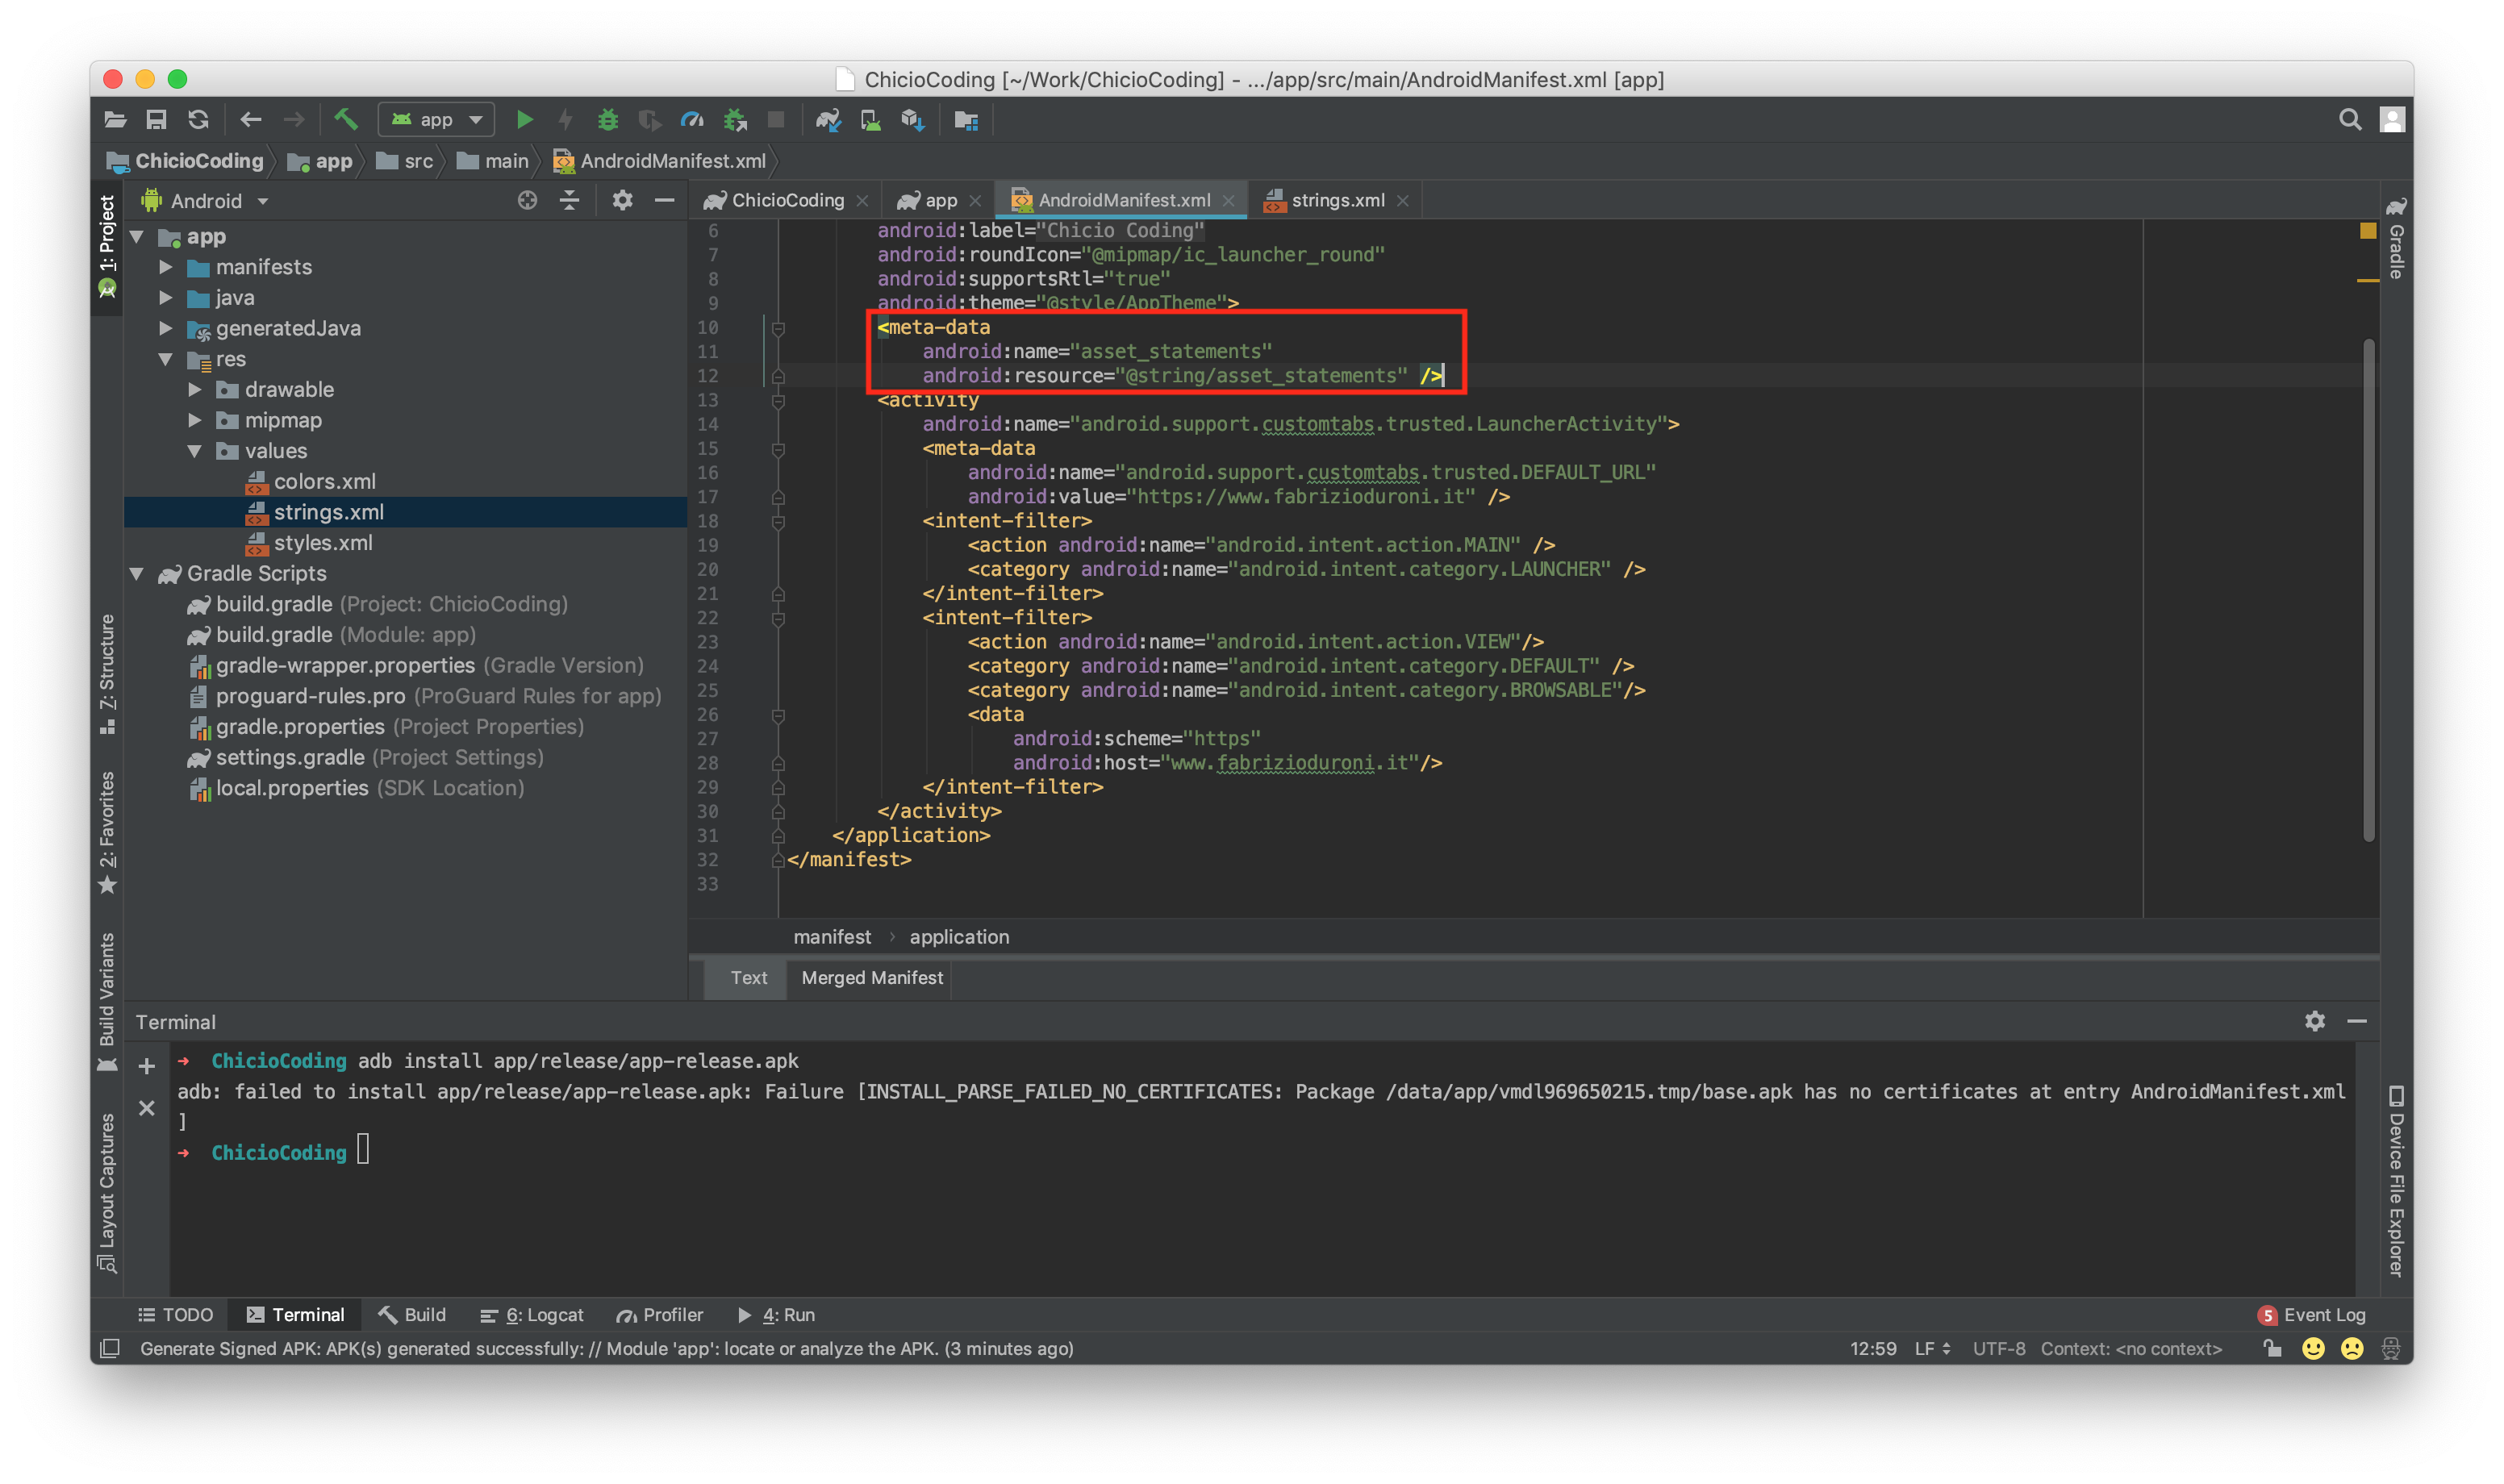 ChicioCoding [~/Work/ChicioCoding] - .../app/src/main/AndroidManifest.xml [app]
app
ChicioCoding app src main AndroidManifest.xml
1: Project
Android
ChicioCoding app AndroidManifest.xml strings.xml
Gradle
app
manifests
java
generatedJava
res
drawable
mipmap
values
colors.xml
strings.xml
styles.xml
Gradle Scripts
build.gradle (Project: ChicioCoding)
build.gradle (Module: app)
gradle-wrapper.properties (Gradle Version)
proguard-rules.pro (ProGuard Rules for app)
gradle.properties (Project Properties)
settings.gradle (Project Settings)
local.properties (SDK Location)
6 android:label="Chicio Coding"
7 android:roundIcon="@mipmap/ic_launcher_round"
8 android:supportsRtl="true"
9 android:theme="@style/AppTheme">
10 <meta-data
11 android:name="asset_statements"
12 android:resource="@string/asset_statements" />
13 <activity
14 android:name="android.support.customtabs.trusted.LauncherActivity">
15 <meta-data
16 android:name="android.support.customtabs.trusted.DEFAULT_URL"
17 android:value="https://www.fabrizioduroni.it" />
18 <intent-filter>
19 <action android:name="android.intent.action.MAIN" />
20 <category android:name="android.intent.category.LAUNCHER" />
21 </intent-filter>
22 <intent-filter>
23 <action android:name="android.intent.action.VIEW"/>
24 <category android:name="android.intent.category.DEFAULT" />
25 <category android:name="android.intent.category.BROWSABLE"/>
26 <data
27 android:scheme="https"
28 android:host="www.fabrizioduroni.it"/>
29 </intent-filter>
30 </activity>
31 </application>
32 </manifest>
33
manifest › application
Text Merged Manifest
7: Structure
2: Favorites
Build Variants
Layout Captures
Device File Explorer
Terminal
→ ChicioCoding adb install app/release/app-release.apk
adb: failed to install app/release/app-release.apk: Failure [INSTALL_PARSE_FAILED_NO_CERTIFICATES: Package /data/app/vmdl969650215.tmp/base.apk has no certificates at entry AndroidManifest.xml
]
→ ChicioCoding
TODO Terminal Build 6: Logcat Profiler 4: Run 5 Event Log
Generate Signed APK: APK(s) generated successfully: // Module 'app': locate or analyze the APK. (3 minutes ago) 12:59 LF UTF-8 Context: <no context>